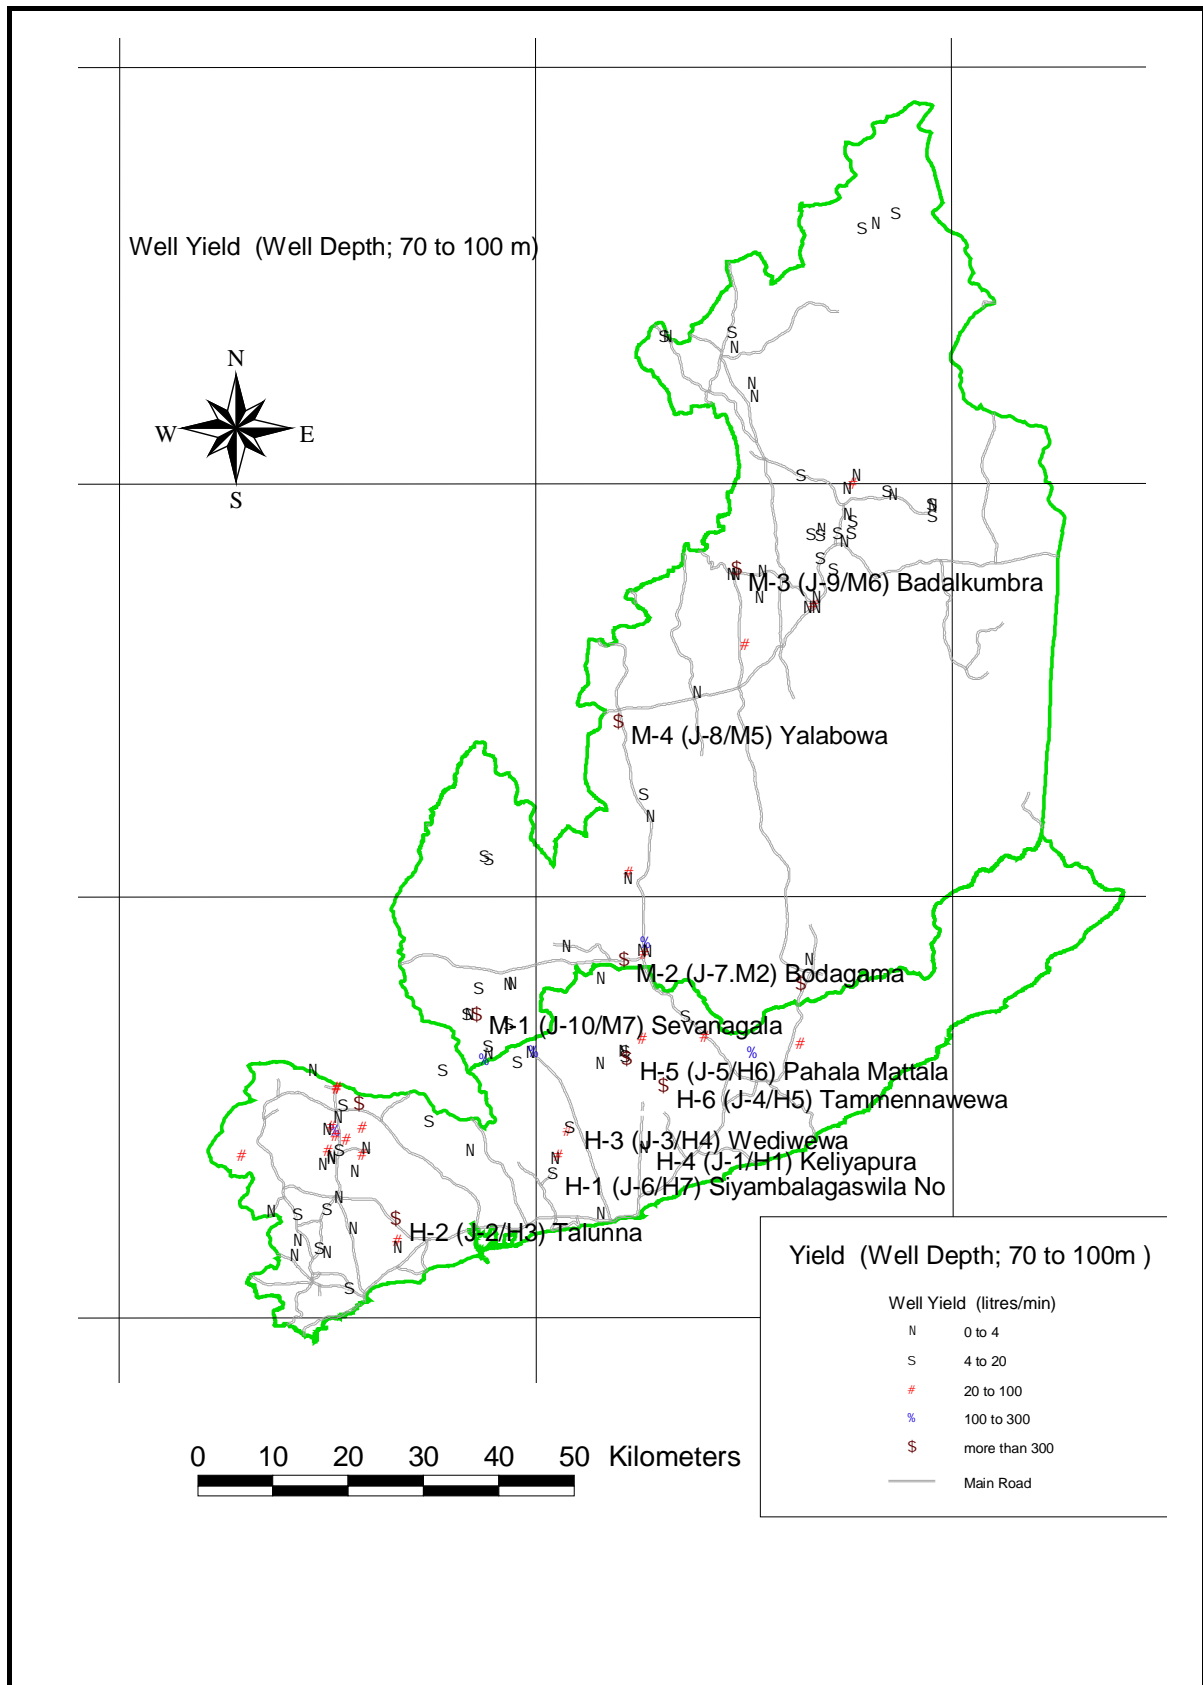 Well Yield (Well Depth; 70 to 100 m)
N
W E
S
M-3 (J-9/M6) Badalkumbra
M-4 (J-8/M5) Yalabowa
M-2 (J-7.M2) Bodagama
M-1 (J-10/M7) Sevanagala
H-5 (J-5/H6) Pahala Mattala
H-6 (J-4/H5) Tammennawewa
H-3 (J-3/H4) Wediwewa
H-4 (J-1/H1) Keliyapura
H-1 (J-6/H7) Siyambalagaswila No
H-2 (J-2/H3) Talunna
Yield (Well Depth; 70 to 100m )
Well Yield (litres/min)
N 0 to 4
S 4 to 20
# 20 to 100
% 100 to 300
$ more than 300
Main Road
0 10 20 30 40 50 Kilometers